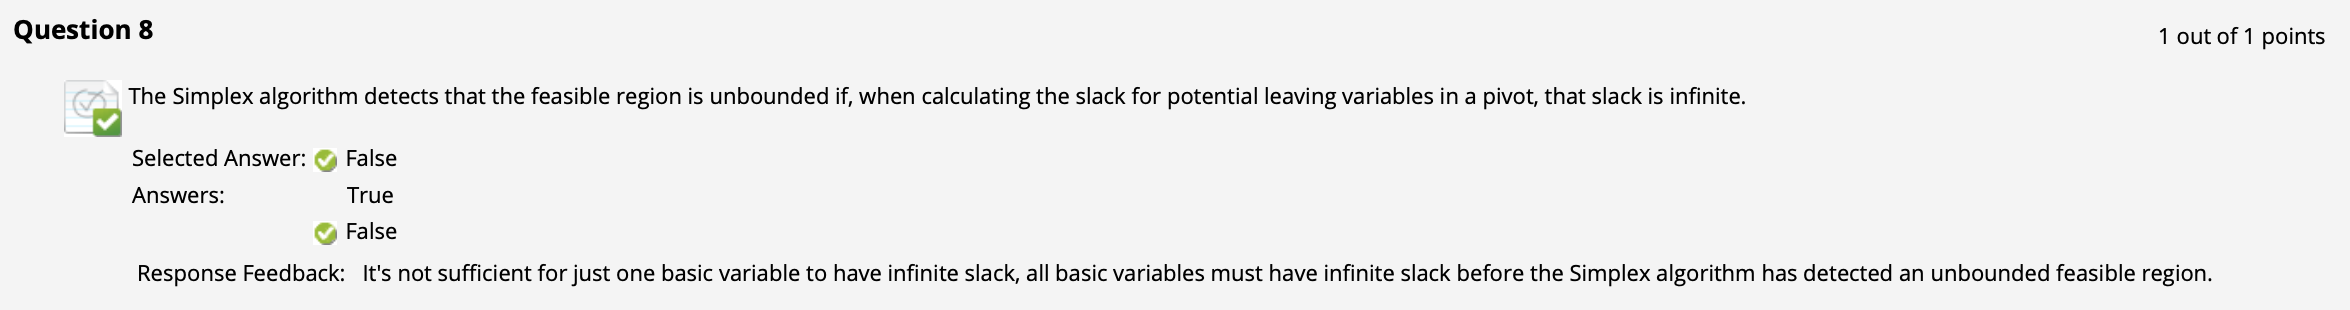 Question 8
1 out of 1 points
The Simplex algorithm detects that the feasible region is unbounded if, when calculating the slack for potential leaving variables in a pivot, that slack is infinite.
Selected Answer: False
Answers: True
False
Response Feedback: It's not sufficient for just one basic variable to have infinite slack, all basic variables must have infinite slack before the Simplex algorithm has detected an unbounded feasible region.